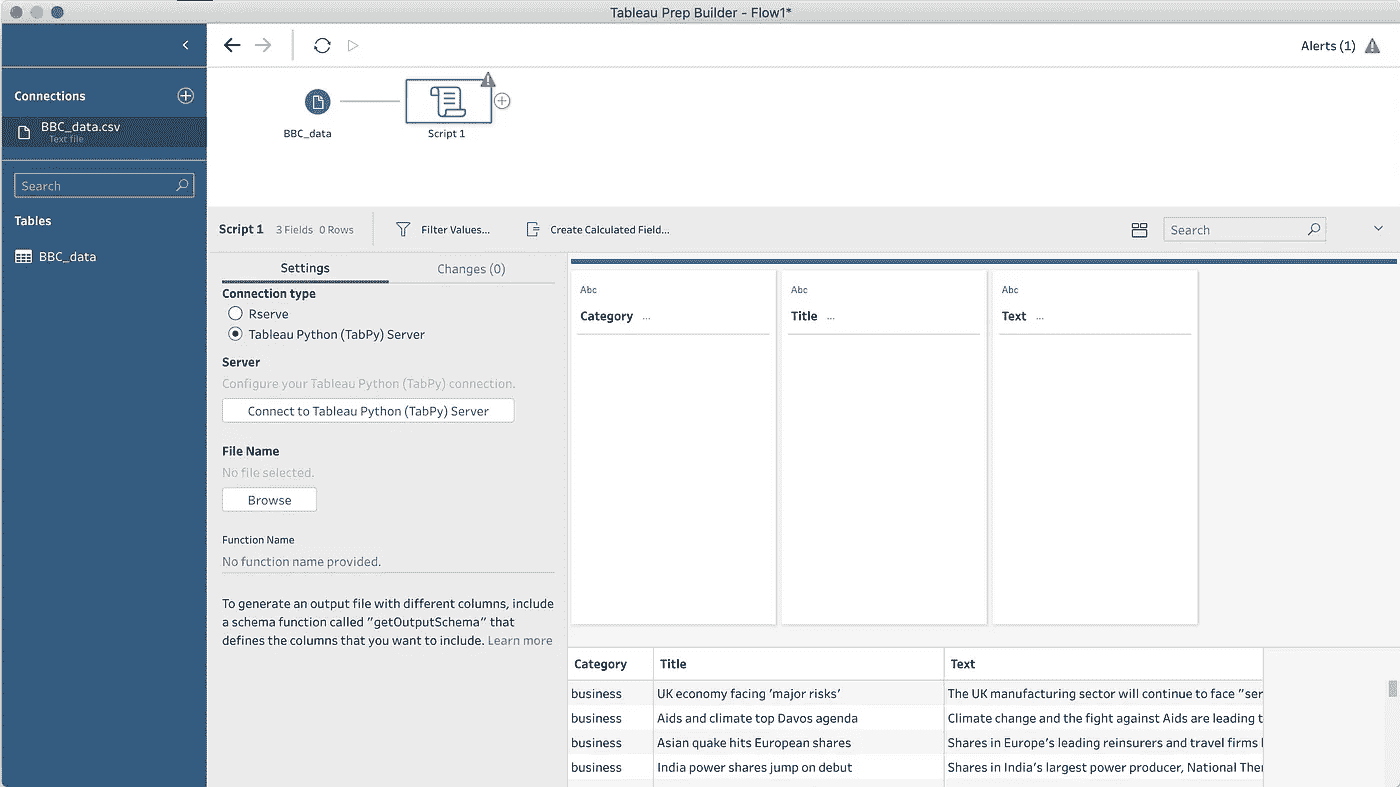 Tableau Prep Builder - Flow1*
Alerts (1)
Connections
BBC_data.csv
Text file
Search
Tables
BBC_data
BBC_data
Script 1
Script 1 3 Fields 0 Rows Filter Values... Create Calculated Field... Search
Settings Changes (0)
Connection type
Rserve
Tableau Python (TabPy) Server
Server
Configure your Tableau Python (TabPy) connection.
Connect to Tableau Python (TabPy) Server
File Name
No file selected.
Browse
Function Name
No function name provided.
To generate an output file with different columns, include
a schema function called "getOutputSchema" that
defines the columns that you want to include. Learn more
Abc Abc Abc
Category ... Title ... Text ...
Category Title Text
business UK economy facing 'major risks' The UK manufacturing sector will continue to face "ser
business Aids and climate top Davos agenda Climate change and the fight against Aids are leading t
business Asian quake hits European shares Shares in Europe's leading reinsurers and travel firms
business India power shares jump on debut Shares in India's largest power producer, National Ther